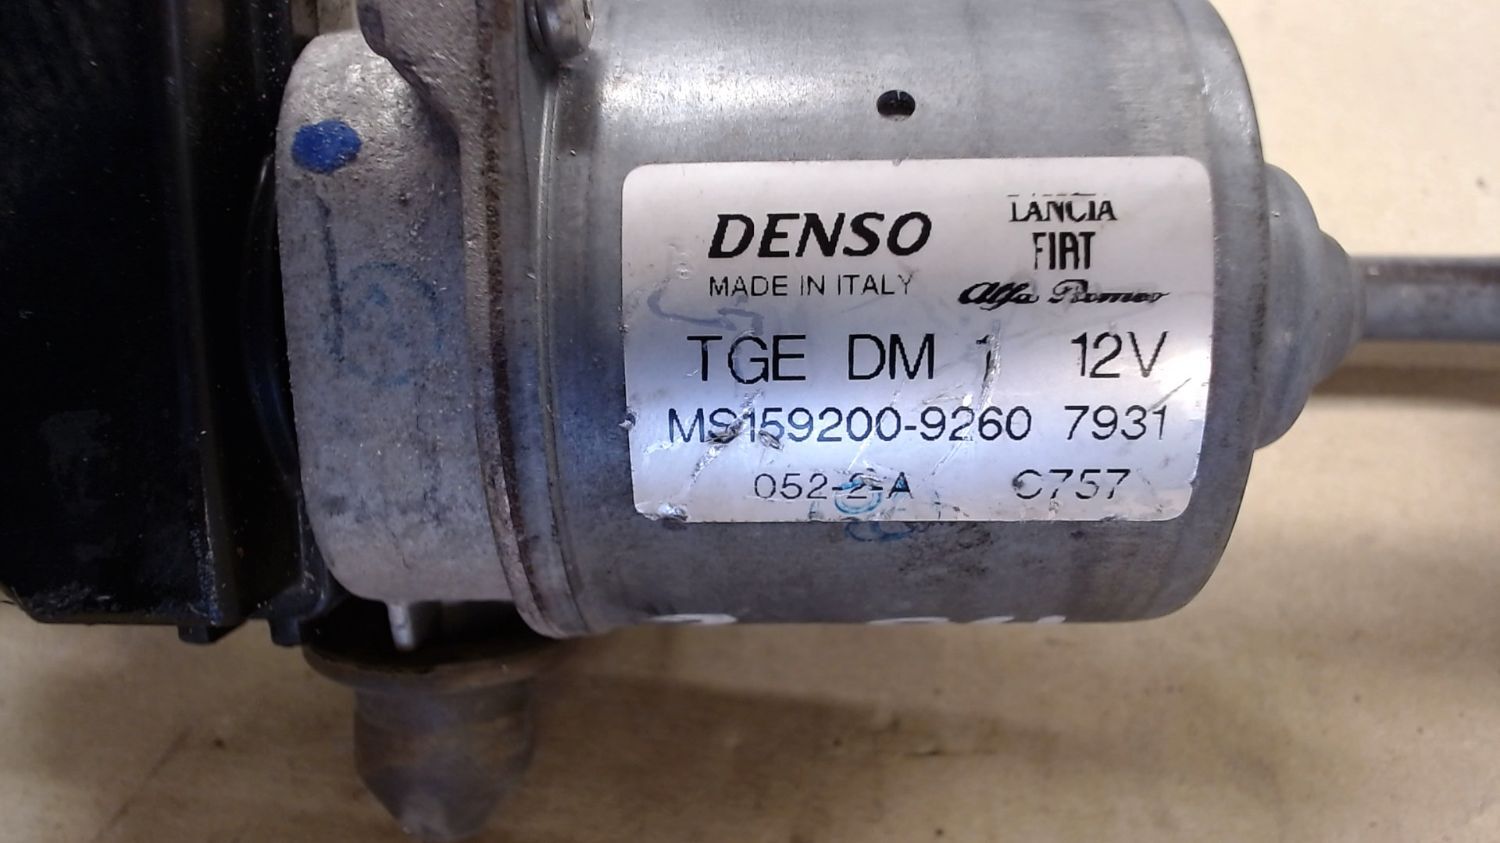 DENSO
MADE IN ITALY
LANCIA
FIAT
Alfa Romeo
TGE DM 1 12V
MS159200-9260 7931
052-2-A C757